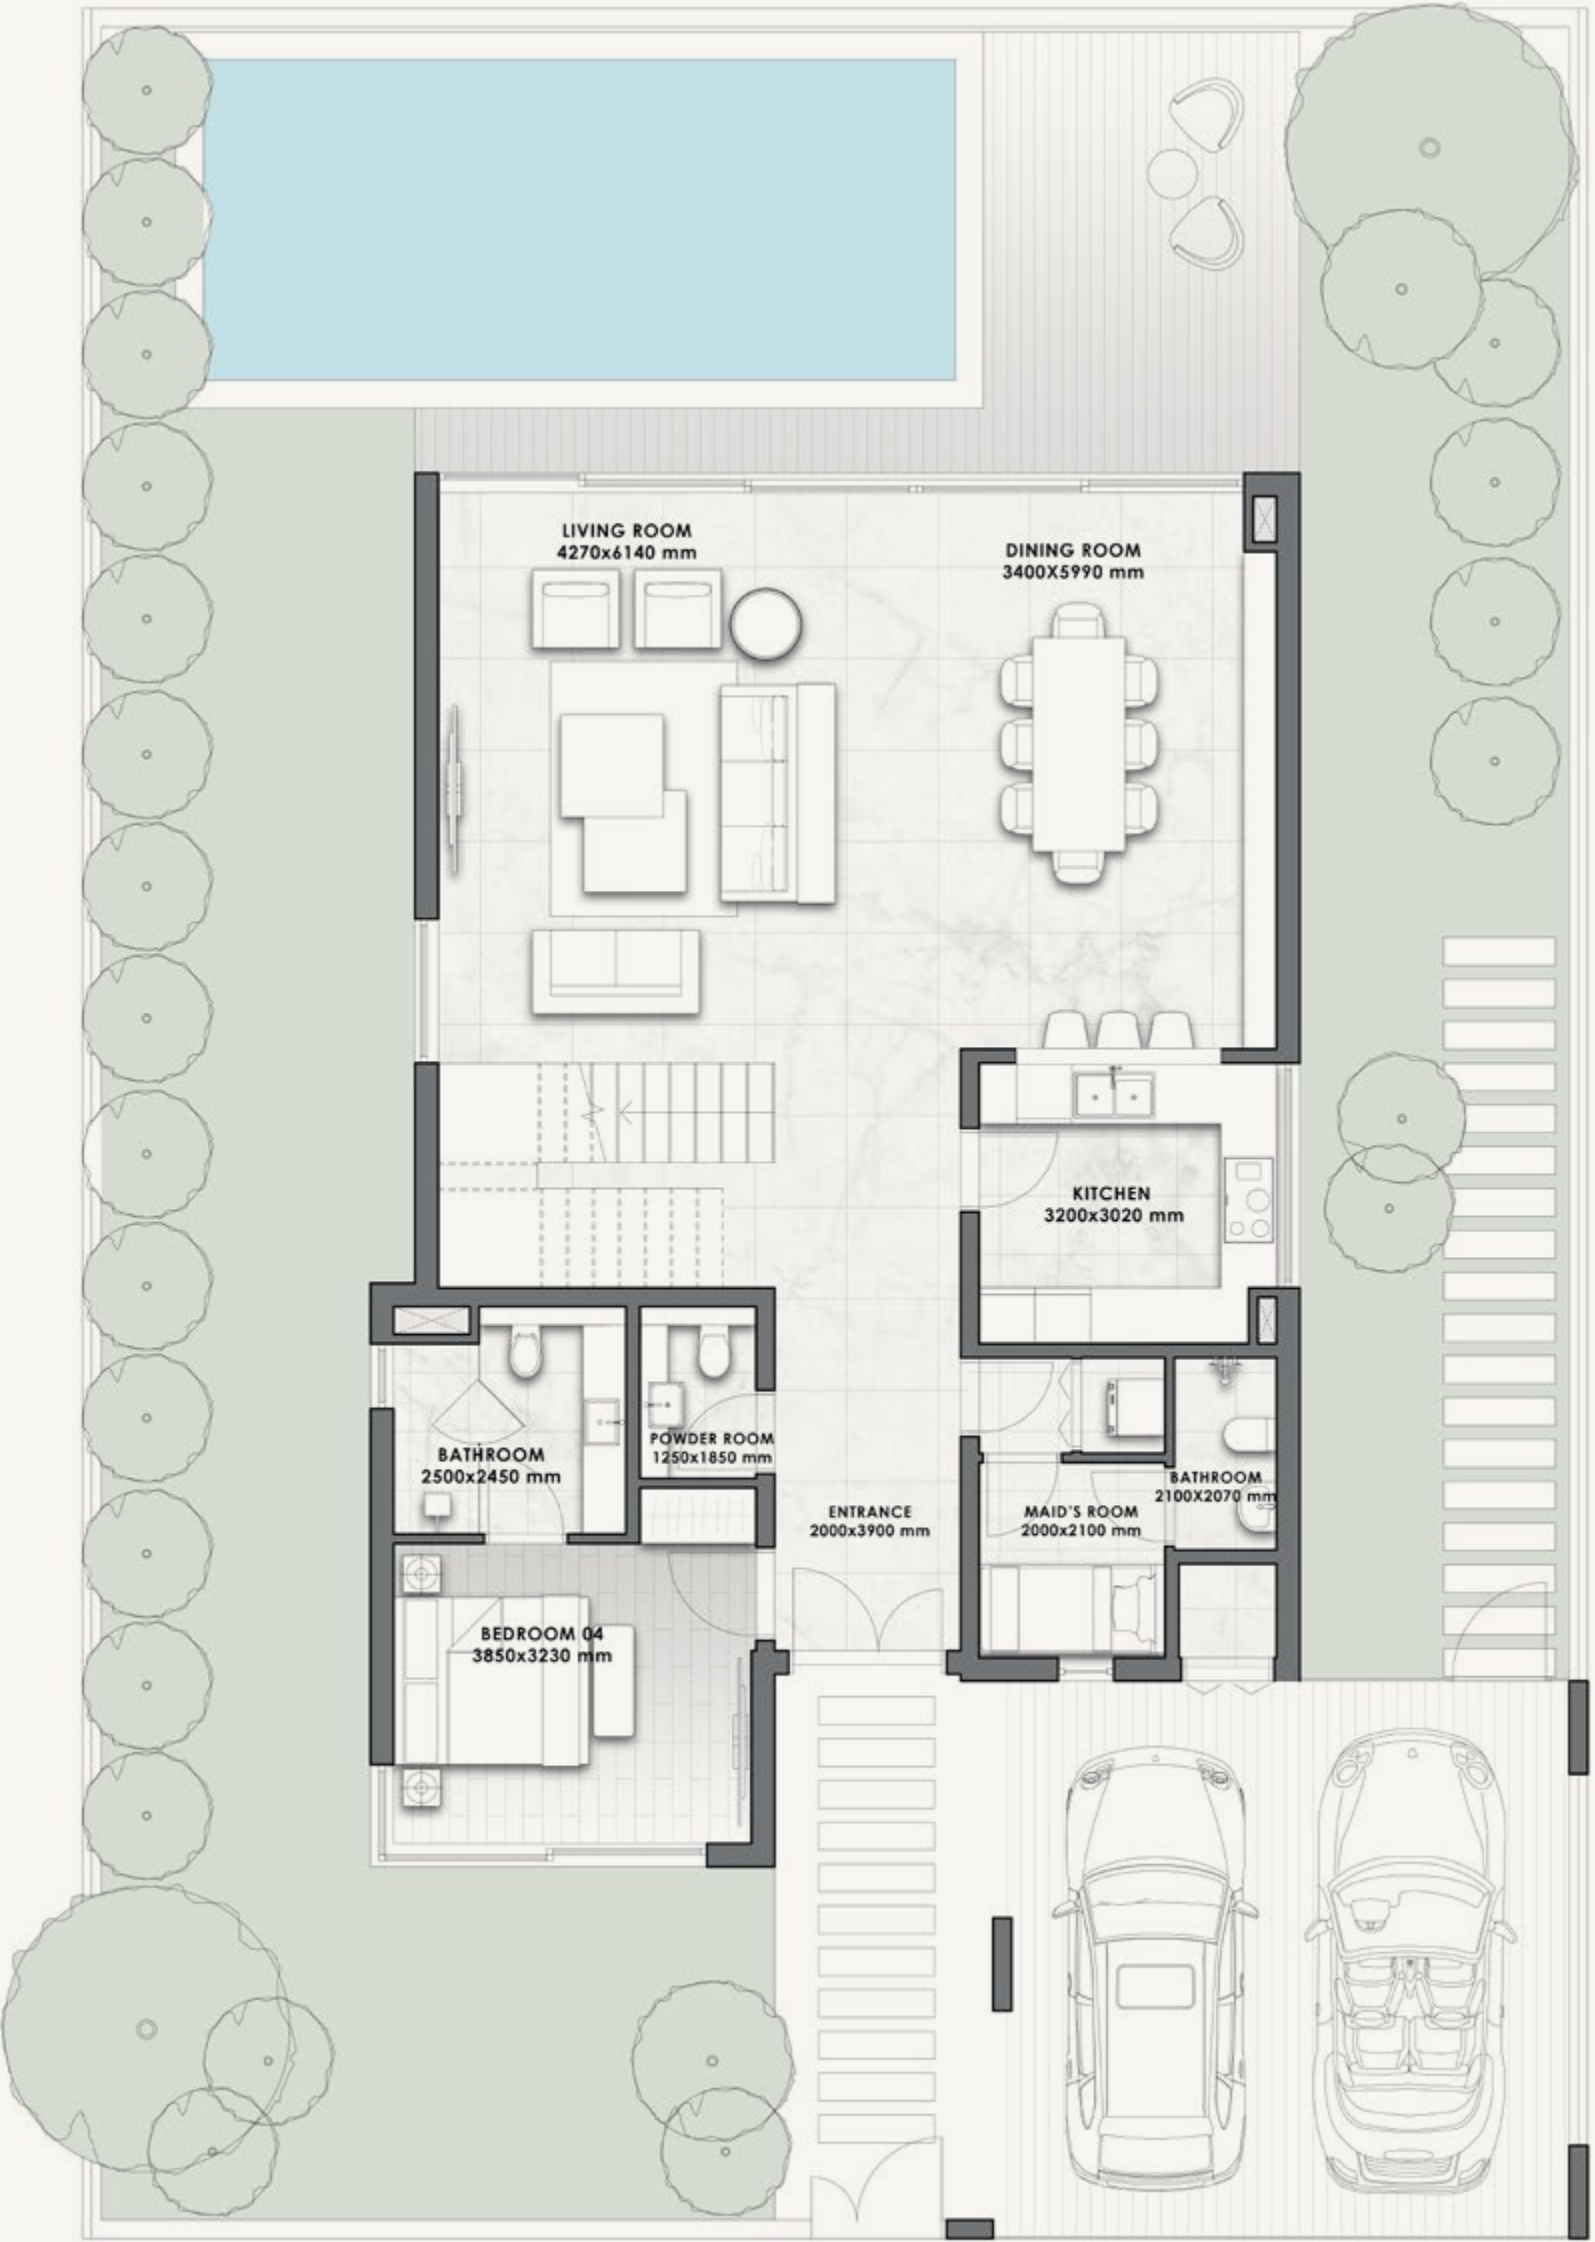 LIVING ROOM
4270x6140 mm
DINING ROOM
3400X5990 mm
KITCHEN
3200x3020 mm
POWDER ROOM
1250x1850 mm
BATHROOM
2500x2450 mm
BATHROOM
2100X2070 mm
ENTRANCE
2000x3900 mm
MAID'S ROOM
2000x2100 mm
BEDROOM 04
3850x3230 mm